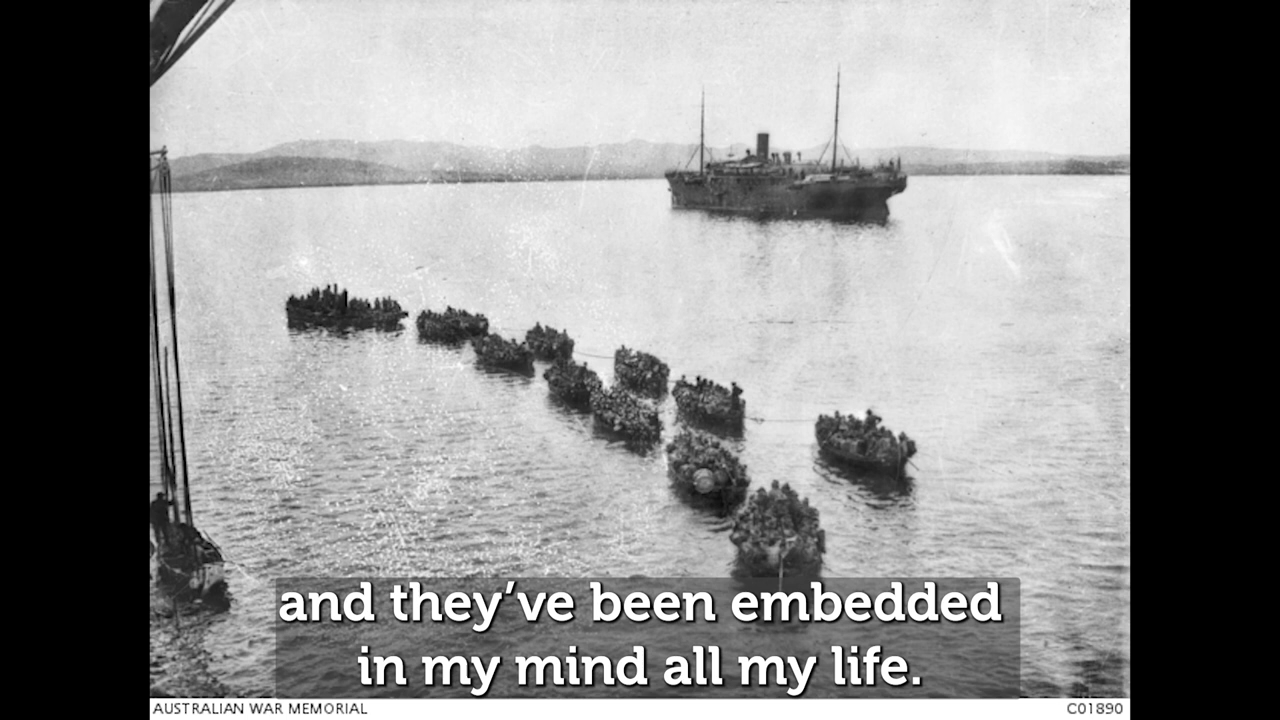 and they've been embedded
in my mind all my life.
AUSTRALIAN WAR MEMORIAL
C01890